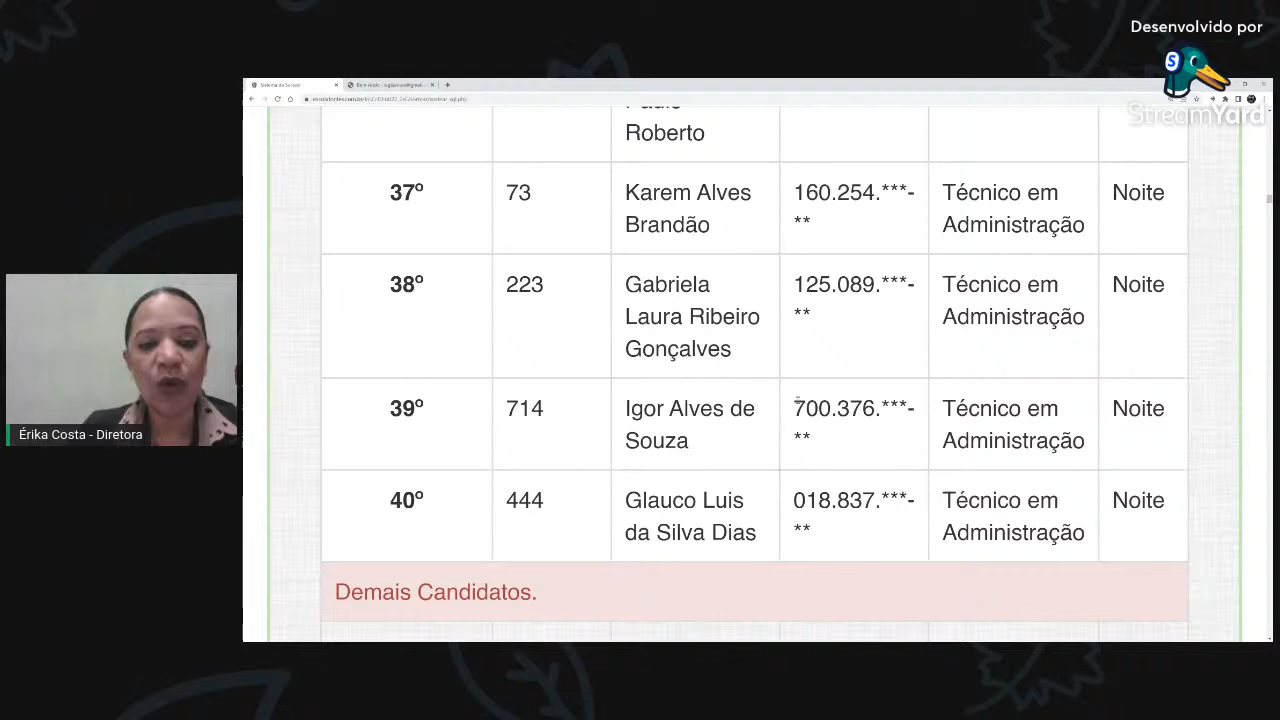 Desenvolvido por
StreamYard
Sistema de Sorteio
Roberto
37º 73 Karem Alves Brandão 160.254.***-** Técnico em Administração Noite
38º 223 Gabriela Laura Ribeiro Gonçalves 125.089.***-** Técnico em Administração Noite
39º 714 Igor Alves de Souza 700.376.***-** Técnico em Administração Noite
40º 444 Glauco Luis da Silva Dias 018.837.***-** Técnico em Administração Noite
Demais Candidatos.
Érika Costa - Diretora